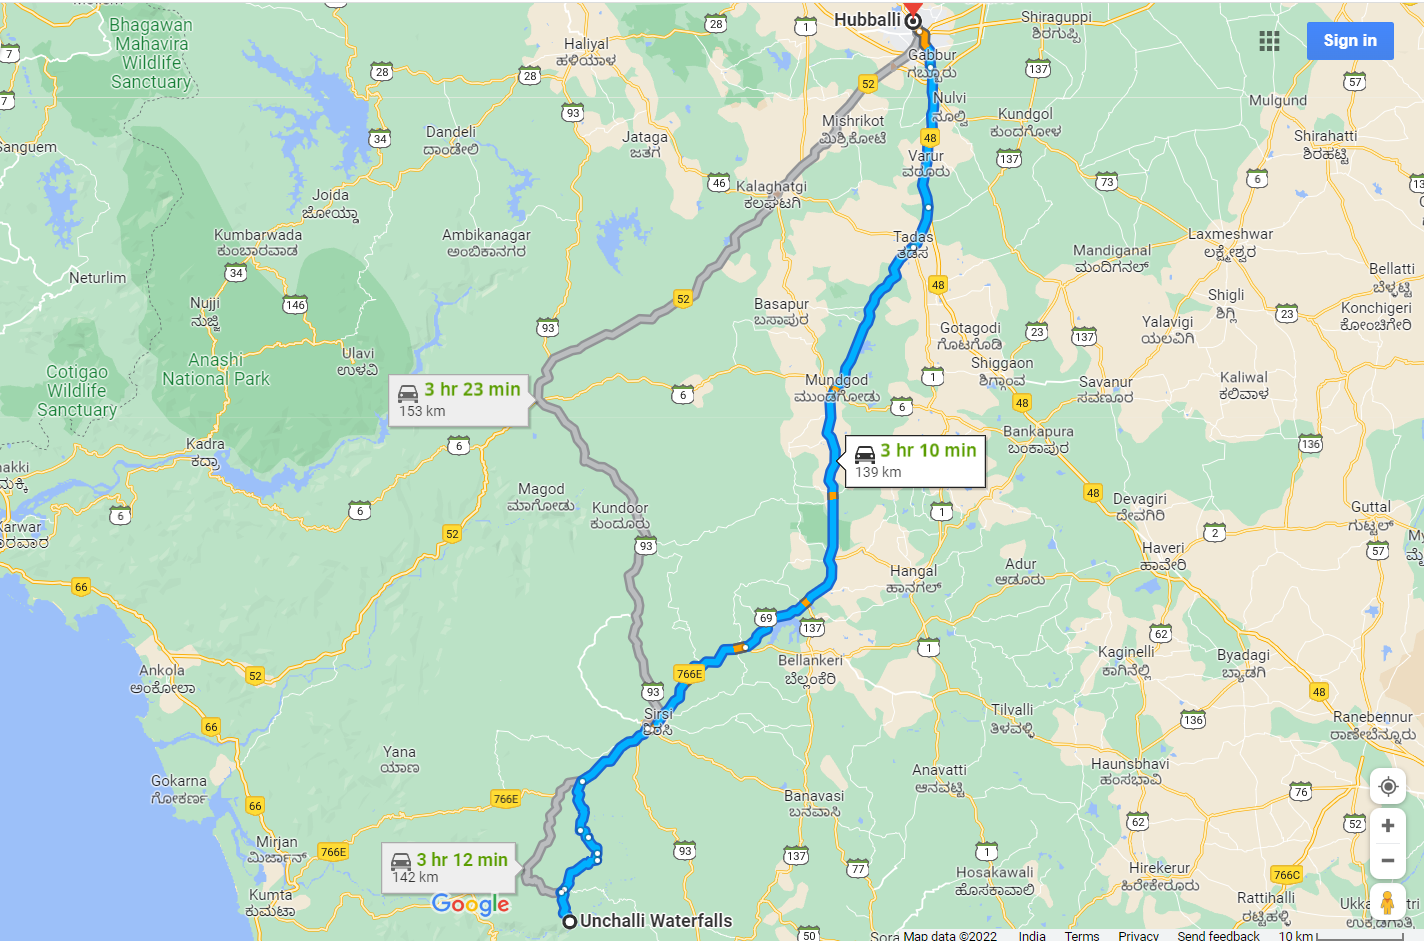 Bhagawan
Mahavira
Wildlife
Sanctuary
Haliyal
ಹಳಿಯಾಳ
28
1
Hubballi
Shiraguppi
ಶಿರಗುಪ್ಪಿ
Sign in
7
28
28
52
Gabbur
ಗಬ್ಬೂರು
137
57
7
93
Nulvi
ನೂಲ್ವಿ
Mulgund
Kundgol
ಕುಂದಗೋಳ
Mishrikot
ಮಿಶ್ರಿಕೋಟೆ
Dandeli
ದಾಂಡೇಲಿ
34
Jataga
ಜತಗ
48
Shirahatti
ಶಿರಹಟ್ಟಿ
Sanguem
Varur
ವರೂರು
137
46
73
6
Kalaghatgi
ಕಲಘಟಗಿ
Joida
ಜೋಯ್ಡಾ
Kumbarwada
ಕುಂಬಾರವಾಡ
Ambikanagar
ಅಂಬಿಕಾನಗರ
Tadas
ತಡಸ
Laxmeshwar
ಲಕ್ಷ್ಮೇಶ್ವರ
Mandiganal
ಮಂದಿಗನಲ್
34
Neturlim
Bellatti
ಬೆಳ್ಳಟ್ಟಿ
48
52
146
Nujji
ನುಜ್ಜಿ
Basapur
ಬಸಾಪುರ
Shigli
ಶಿಗ್ಲಿ
Konchigeri
ಕೋಂಚಿಗೇರಿ
23
93
Gotagodi
ಗೊಟಗೊಡಿ
23
137
Yalavigi
ಯಲವಿಗಿ
Ulavi
ಉಳವಿ
Anashi
National Park
Cotigao
Wildlife
Sanctuary
Shiggaon
ಶಿಗ್ಗಾಂವ
1
Mundgod
ಮುಂಡಗೋಡು
Savanur
ಸವಣೂರ
Kaliwal
ಕಲಿವಾಳ
3 hr 23 min
153 km
6
6
48
Bankapura
ಬಂಕಾಪುರ
136
Kadra
ಕದ್ರಾ
6
3 hr 10 min
139 km
Magod
ಮಾಗೋಡು
48
Devagiri
ದೇವಗಿರಿ
Kundoor
ಕುಂದೂರು
6
6
1
Guttal
ಗುಟ್ಟಲ್
Karwar
52
2
93
Haveri
ಹಾವೇರಿ
57
Hangal
ಹಾನಗಲ್
Adur
ಆಡೂರು
66
69
137
62
1
Ankola
ಅಂಕೋಲಾ
52
Bellankeri
ಬೆಲ್ಲಂಕೆರಿ
Kaginelli
ಕಾಗಿನೆಲ್ಲಿ
Byadagi
ಬ್ಯಾಡಗಿ
766E
93
48
Sirsi
ಶಿರಸಿ
Tilvalli
ತಿಳವಳ್ಳಿ
136
Ranebennur
ರಾಣೇಬೆನ್ನೂರು
66
Yana
ಯಾಣ
Gokarna
ಗೋಕರ್ಣ
Anavatti
ಆನವಟ್ಟಿ
Haunsbhavi
ಹಂಸಭಾವಿ
76
766E
Banavasi
ಬನವಾಸಿ
66
62
52
Mirjan
ಮಿರ್ಜಾನ್
766E
93
137
77
1
3 hr 12 min
142 km
Hosakawali
ಹೊಸಕಾವಾಲಿ
Hirekerur
ಹಿರೇಕೇರೂರು
766C
Kumta
ಕುಮಟಾ
Google
Rattihalli
ರಟ್ಟಿಹಳ್ಳಿ
Unchalli Waterfalls
50
Map data ©2022 India Terms Privacy Send feedback 10 km